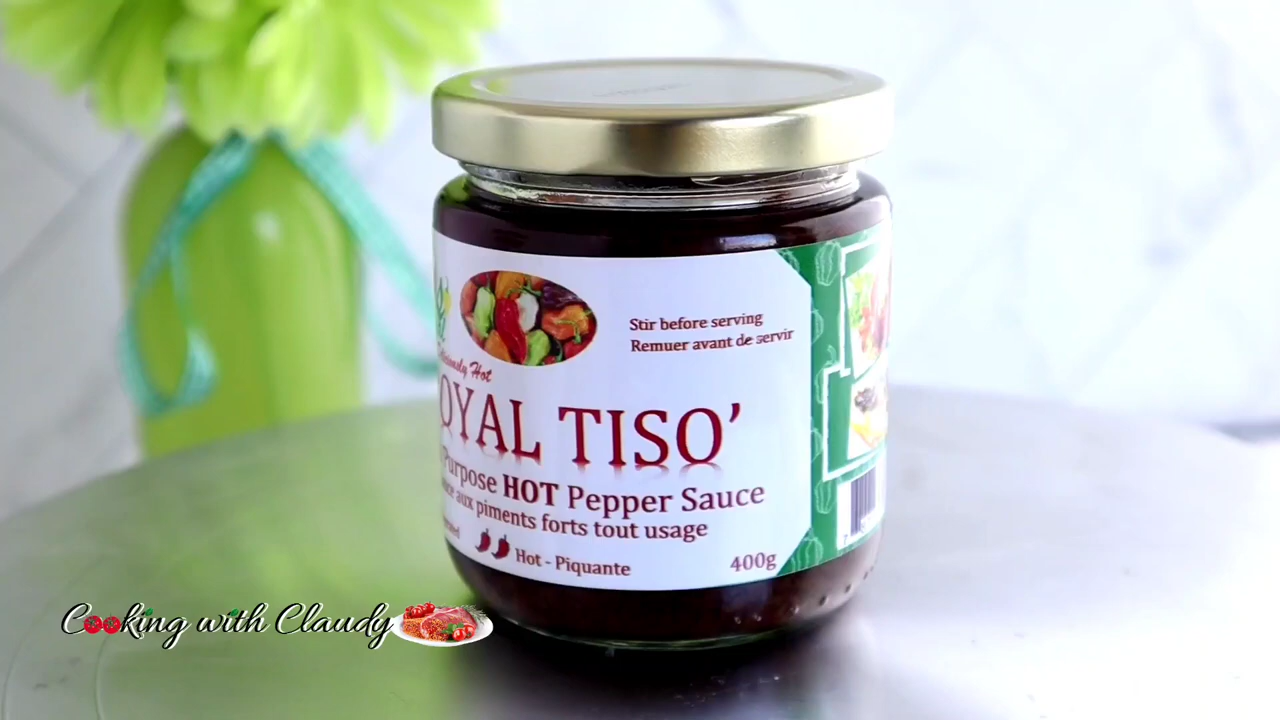 Stir before serving
Remuer avant de servir
Hot
OYAL TISO’
Purpose HOT Pepper Sauce
aux piments forts tout usage
Hot - Piquante
400g
Cooking with Claudy